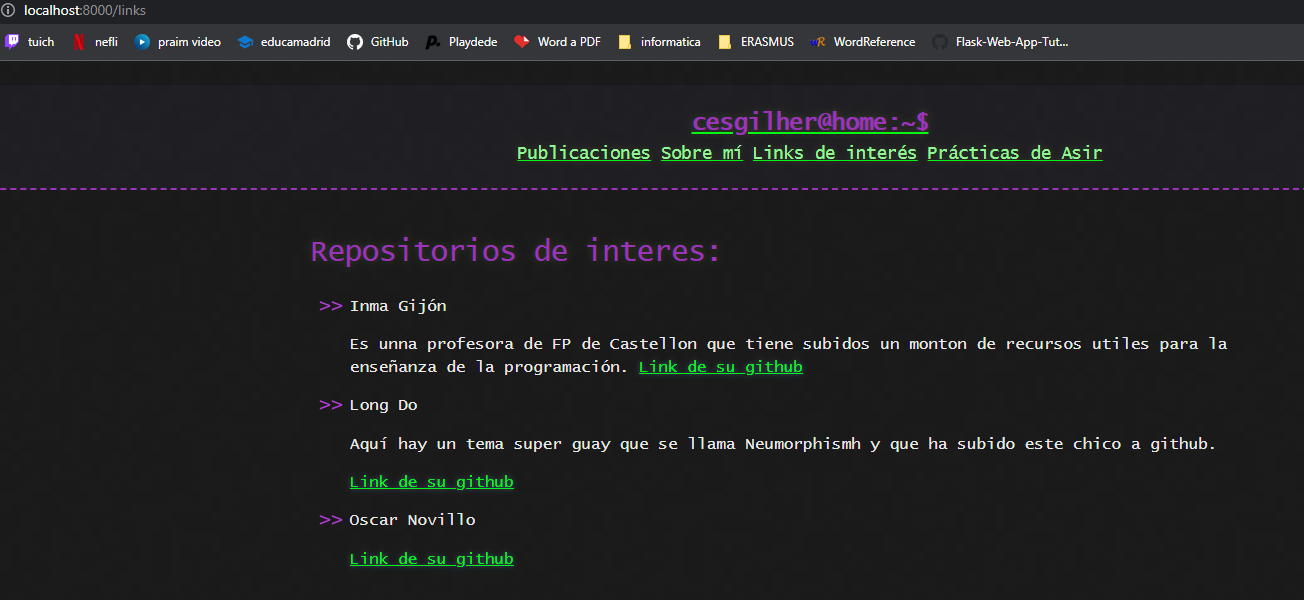 localhost:8000/links
tuich nefli praim video educamadrid GitHub Playdede Word a PDF informatica ERASMUS WordReference Flask-Web-App-Tut...
cesgilher@home:~$
Publicaciones Sobre mí Links de interés Prácticas de Asir
Repositorios de interes:
>> Inma Gijón
Es unna profesora de FP de Castellon que tiene subidos un monton de recursos utiles para la
enseñanza de la programación. Link de su github
>> Long Do
Aquí hay un tema super guay que se llama Neumorphismh y que ha subido este chico a github.
Link de su github
>> Oscar Novillo
Link de su github